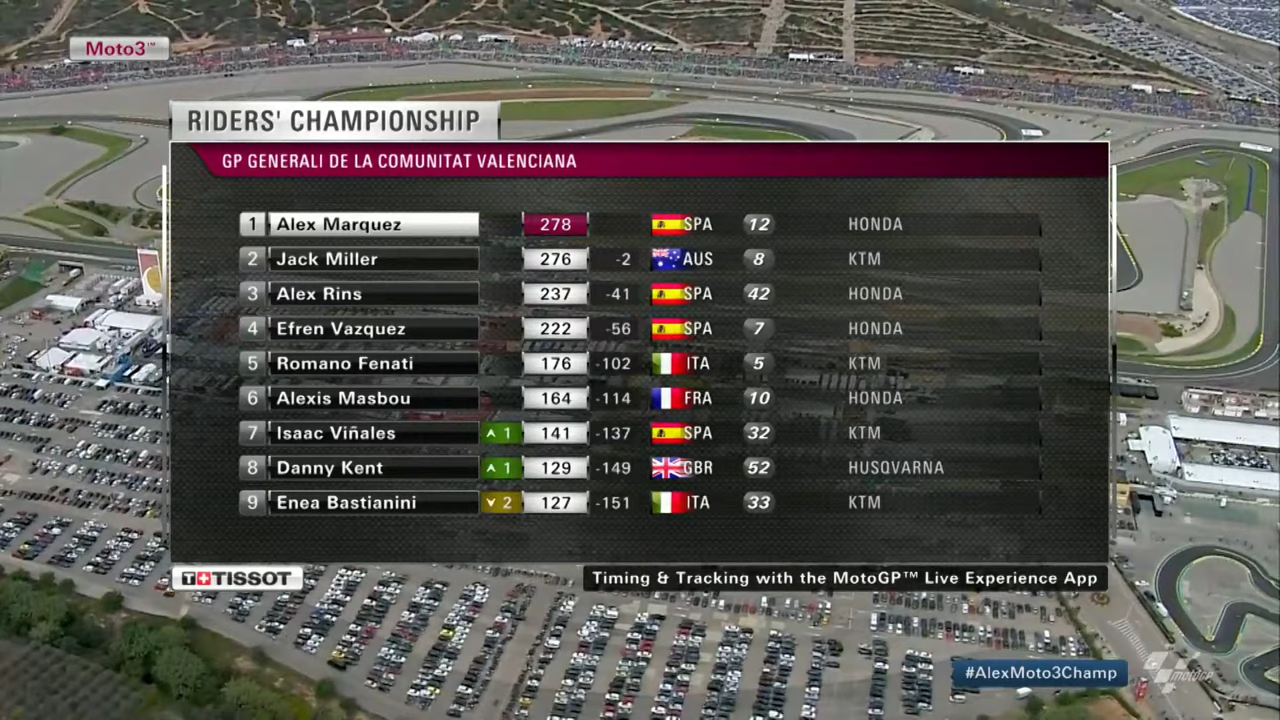 Moto3™
RIDERS' CHAMPIONSHIP
GP GENERALI DE LA COMUNITAT VALENCIANA
1 Alex Marquez 278 SPA 12 HONDA
2 Jack Miller 276 -2 AUS 8 KTM
3 Alex Rins 237 -41 SPA 42 HONDA
4 Efren Vazquez 222 -56 SPA 7 HONDA
5 Romano Fenati 176 -102 ITA 5 KTM
6 Alexis Masbou 164 -114 FRA 10 HONDA
7 Isaac Viñales 1 141 -137 SPA 32 KTM
8 Danny Kent 1 129 -149 GBR 52 HUSQVARNA
9 Enea Bastianini 2 127 -151 ITA 33 KTM
TISSOT
Timing & Tracking with the MotoGP™ Live Experience App
#AlexMoto3Champ
MotoGP